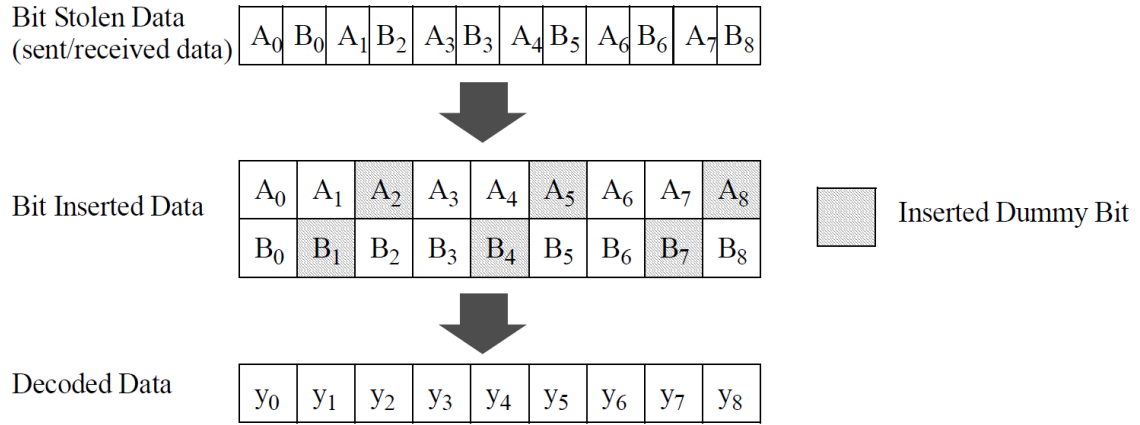 Bit Stolen Data
(sent/received data)
A₀ B₀ A₁ B₂ A₃ B₃ A₄ B₅ A₆ B₆ A₇ B₈
Bit Inserted Data
A₀ A₁ A₂ A₃ A₄ A₅ A₆ A₇ A₈
B₀ B₁ B₂ B₃ B₄ B₅ B₆ B₇ B₈
Inserted Dummy Bit
Decoded Data
y₀ y₁ y₂ y₃ y₄ y₅ y₆ y₇ y₈